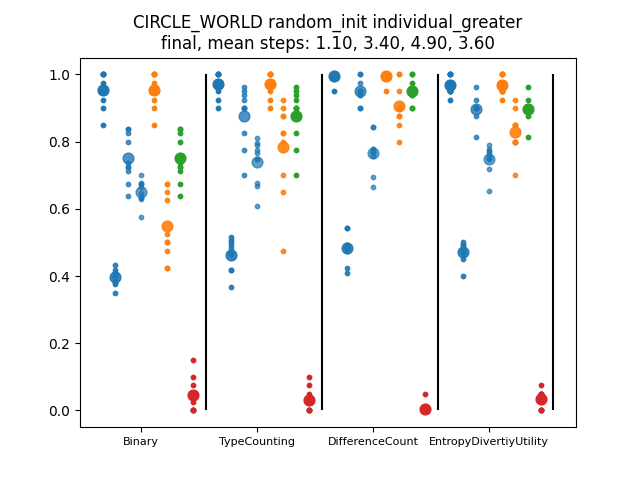 CIRCLE_WORLD random_init individual_greater
final, mean steps: 1.10, 3.40, 4.90, 3.60
1.0
0.8
0.6
0.4
0.2
0.0
Binary TypeCounting DifferenceCount EntropyDivertiyUtility